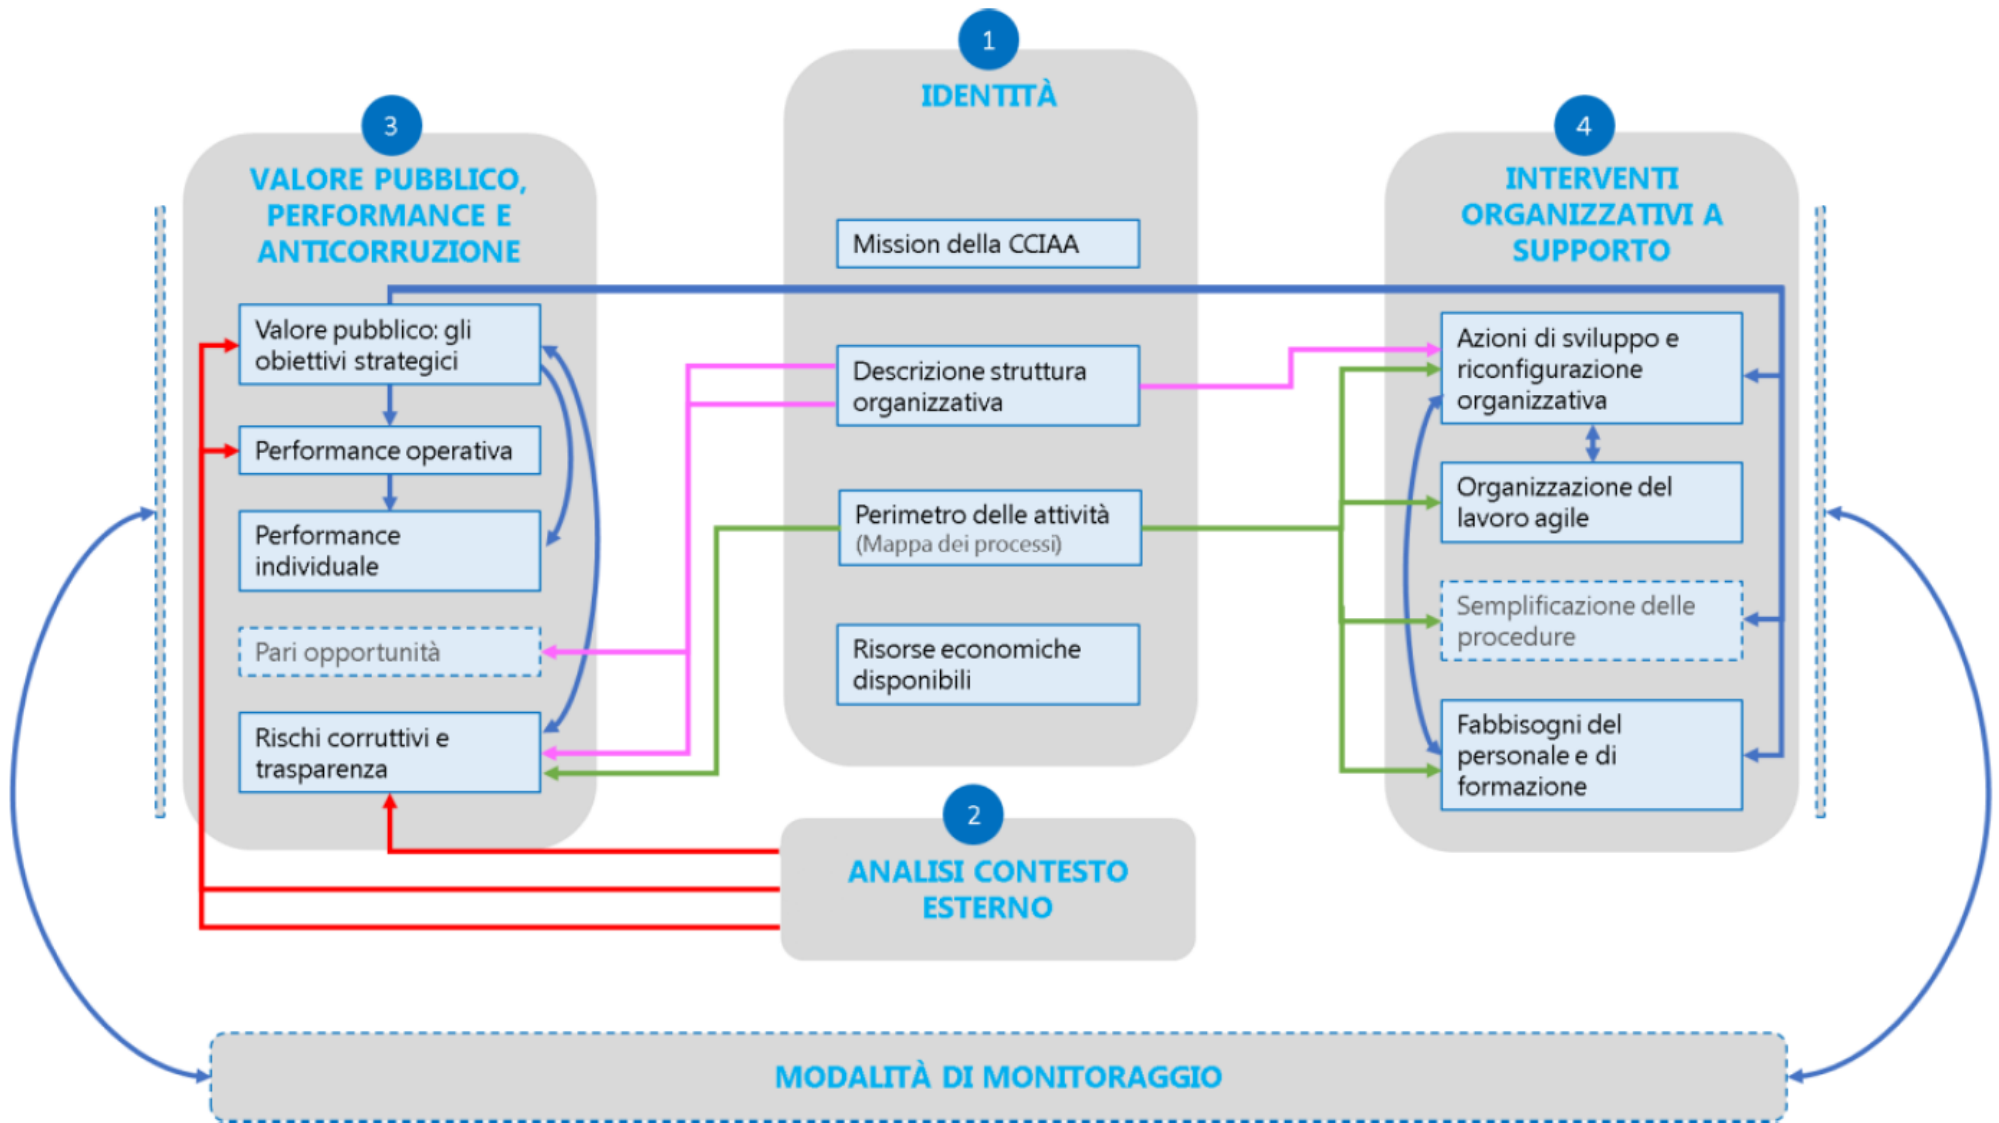 1
IDENTITÀ
Mission della CCIAA
Descrizione struttura
organizzativa
Perimetro delle attività
(Mappa dei processi)
Risorse economiche
disponibili
2
ANALISI CONTESTO
ESTERNO
3
VALORE PUBBLICO,
PERFORMANCE E
ANTICORRUZIONE
Valore pubblico: gli
obiettivi strategici
Performance operativa
Performance
individuale
Pari opportunità
Rischi corruttivi e
trasparenza
4
INTERVENTI
ORGANIZZATIVI A
SUPPORTO
Azioni di sviluppo e
riconfigurazione
organizzativa
Organizzazione del
lavoro agile
Semplificazione delle
procedure
Fabbisogni del
personale e di
formazione
MODALITÀ DI MONITORAGGIO